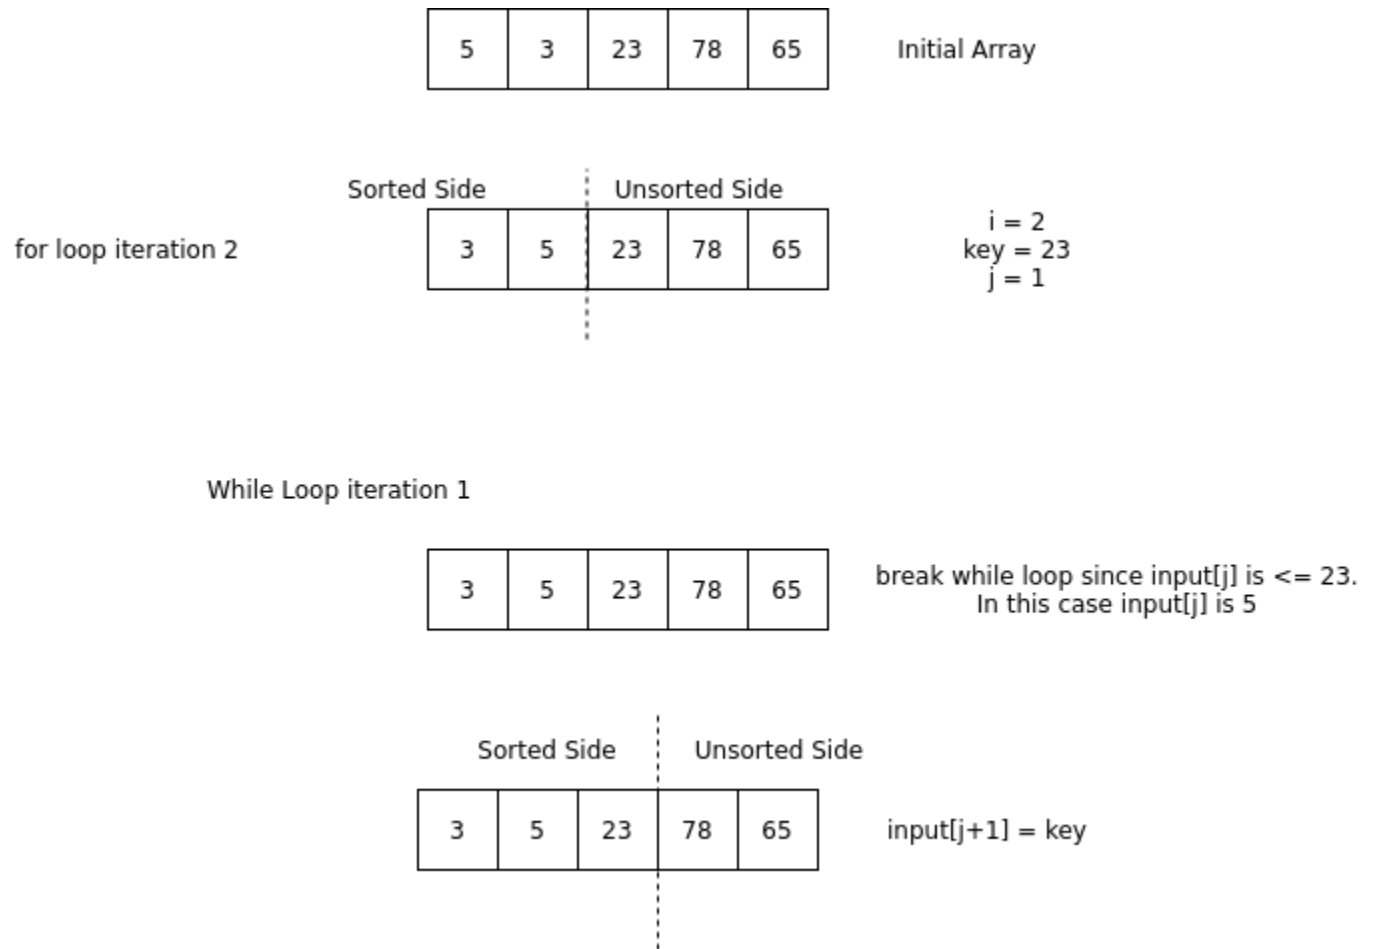 5 3 23 78 65 Initial Array
Sorted Side Unsorted Side
for loop iteration 2
3 5 23 78 65
i = 2
key = 23
j = 1
While Loop iteration 1
3 5 23 78 65
break while loop since input[j] is <= 23.
In this case input[j] is 5
Sorted Side Unsorted Side
3 5 23 78 65 input[j+1] = key